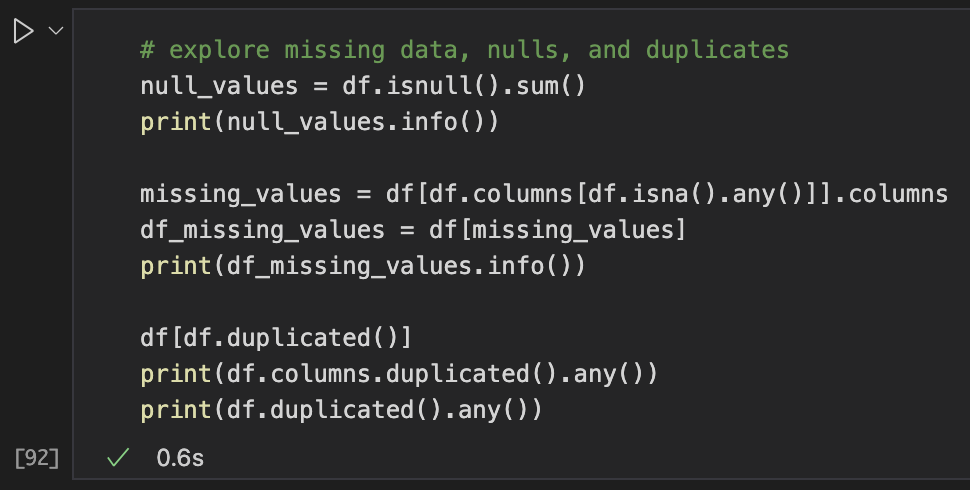 # explore missing data, nulls, and duplicates
null_values = df.isnull().sum()
print(null_values.info())
missing_values = df[df.columns[df.isna().any()]].columns
df_missing_values = df[missing_values]
print(df_missing_values.info())
df[df.duplicated()]
print(df.columns.duplicated().any())
print(df.duplicated().any())
[92] 0.6s